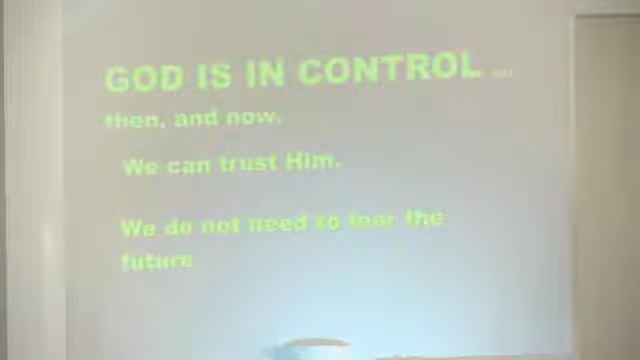 GOD IS IN CONTROL ...
then, and now.
We can trust Him.
We do not need to fear the
future